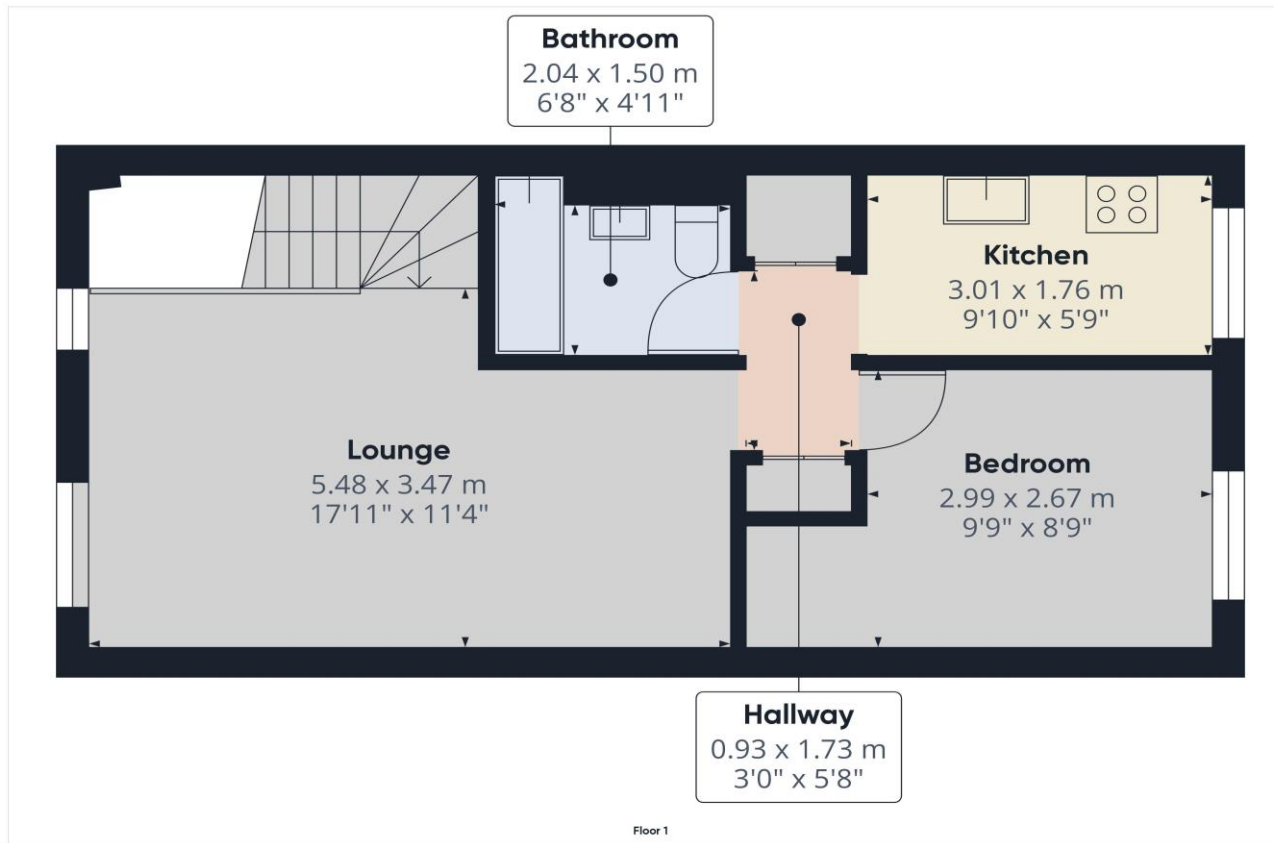 Bathroom
2.04 x 1.50 m
6'8" x 4'11"
Kitchen
3.01 x 1.76 m
9'10" x 5'9"
Lounge
5.48 x 3.47 m
17'11" x 11'4"
Bedroom
2.99 x 2.67 m
9'9" x 8'9"
Hallway
0.93 x 1.73 m
3'0" x 5'8"
Floor 1